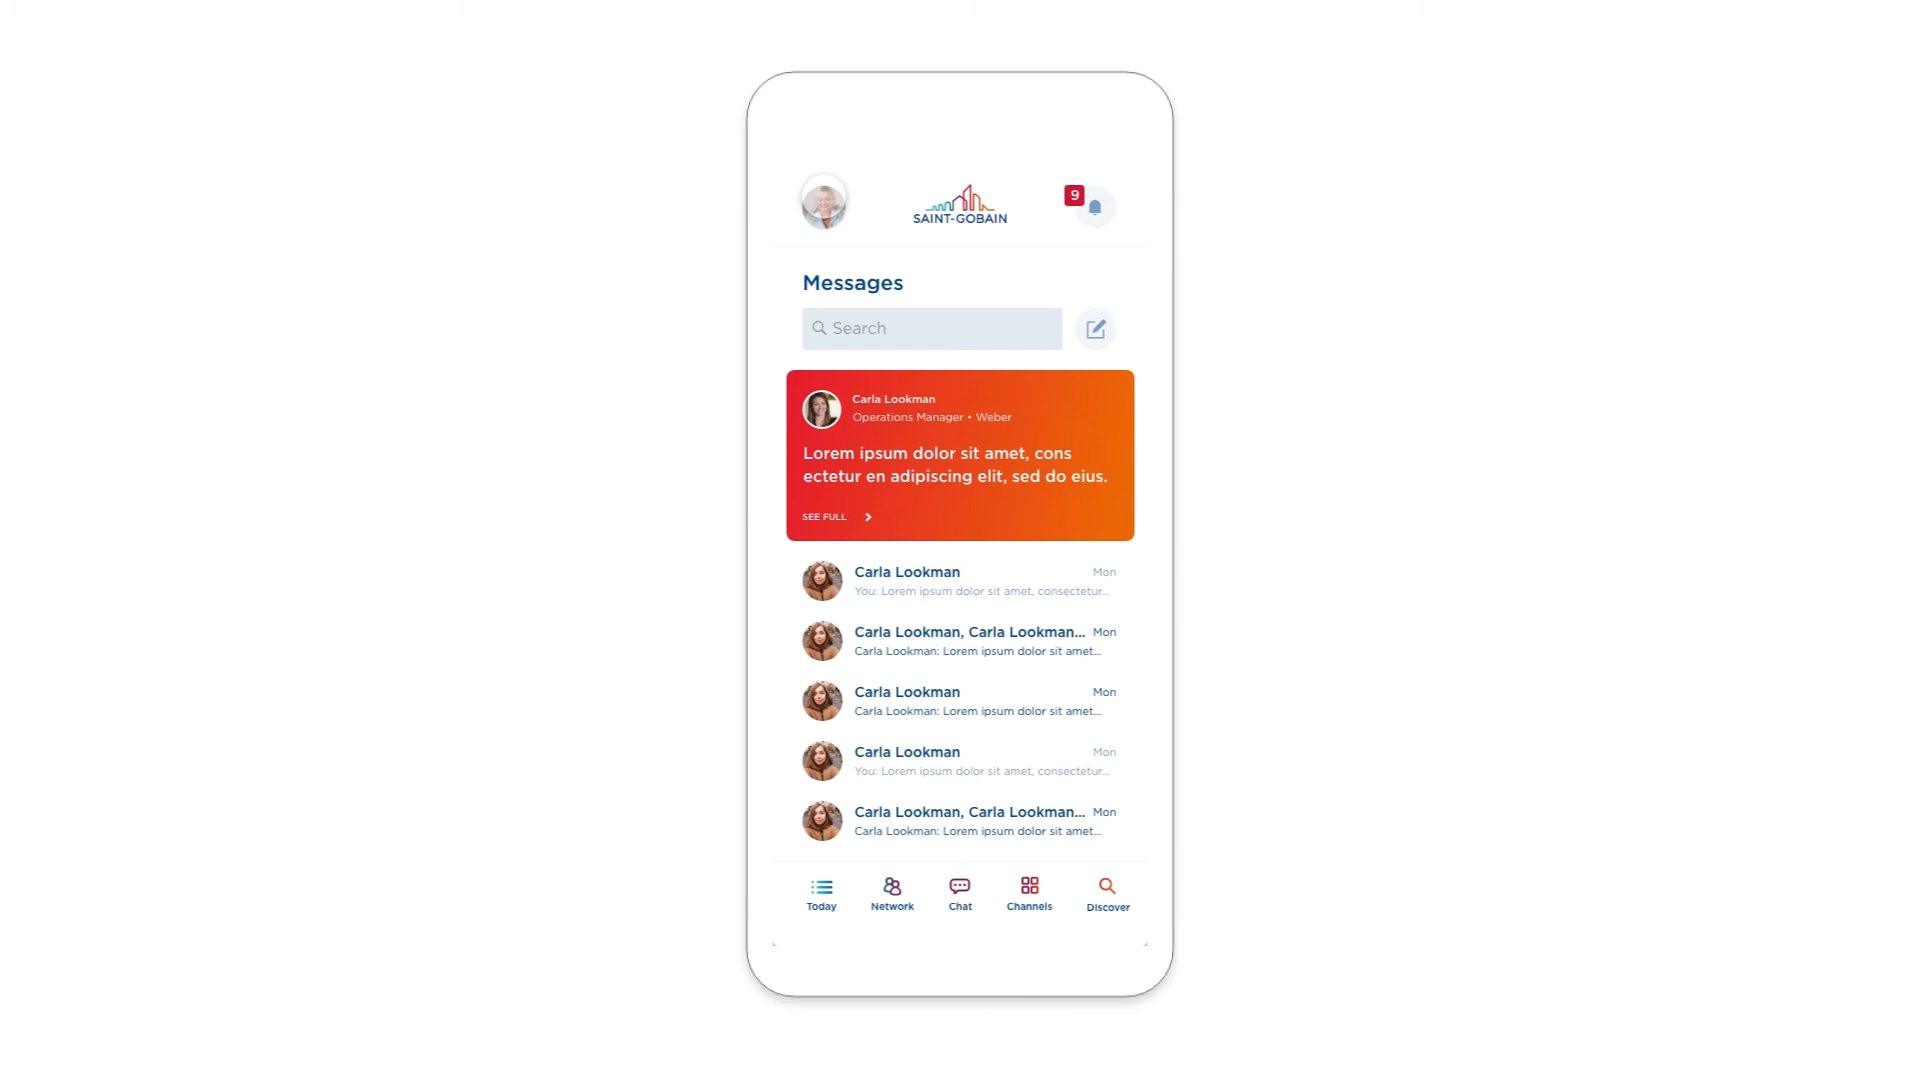 SAINT-GOBAIN
9
Messages
Search
Carla Lookman
Operations Manager • Weber
Lorem ipsum dolor sit amet, cons
ectetur en adipiscing elit, sed do eius.
SEE FULL
Carla Lookman
Mon
You: Lorem ipsum dolor sit amet, consectetur...
Carla Lookman, Carla Lookman...
Mon
Carla Lookman: Lorem ipsum dolor sit amet...
Carla Lookman
Mon
Carla Lookman: Lorem ipsum dolor sit amet...
Carla Lookman
Mon
You: Lorem ipsum dolor sit amet, consectetur...
Carla Lookman, Carla Lookman...
Mon
Carla Lookman: Lorem ipsum dolor sit amet...
Today
Network
Chat
Channels
Discover